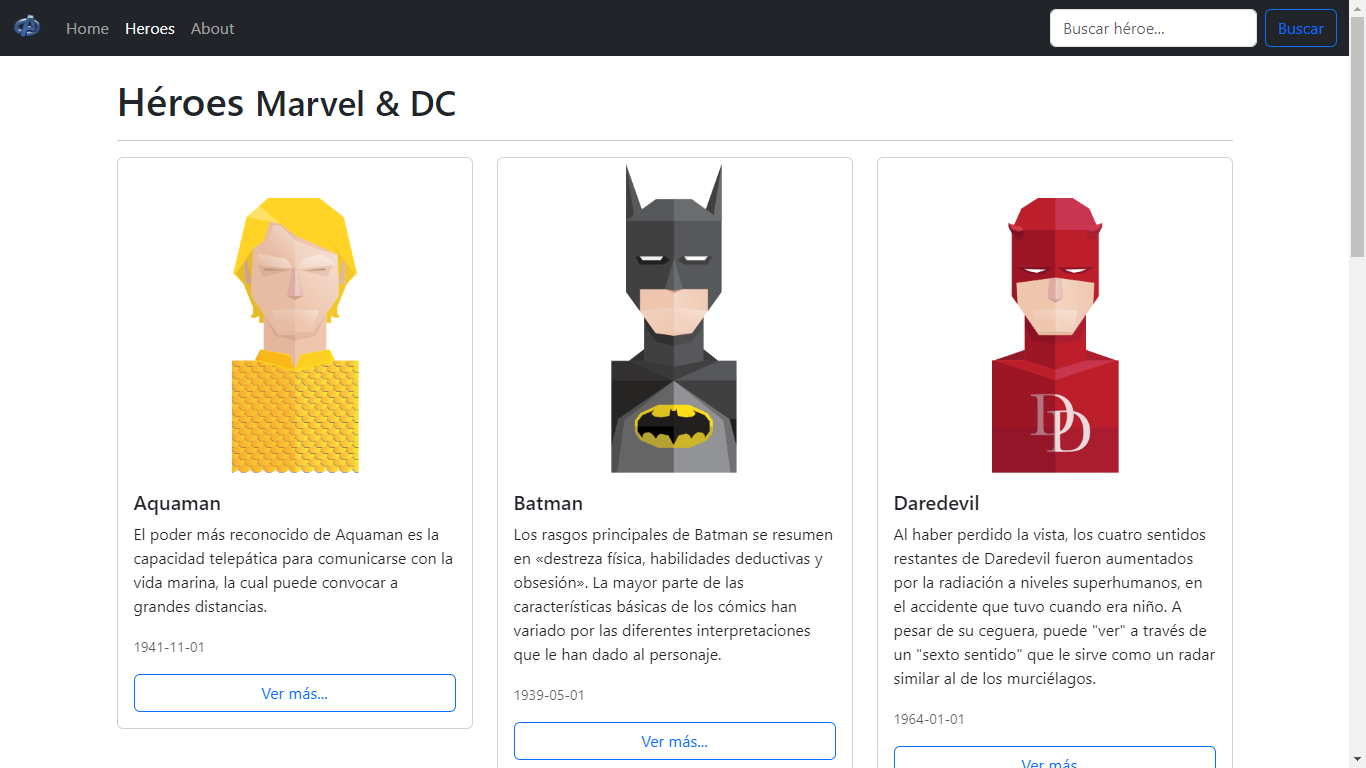 Home Heroes About Buscar héroe... Buscar
Héroes Marvel & DC
DD
Aquaman
El poder más reconocido de Aquaman es la
capacidad telepática para comunicarse con la
vida marina, la cual puede convocar a
grandes distancias.
1941-11-01
Ver más...
Batman
Los rasgos principales de Batman se resumen
en «destreza física, habilidades deductivas y
obsesión». La mayor parte de las
características básicas de los cómics han
variado por las diferentes interpretaciones
que le han dado al personaje.
1939-05-01
Ver más...
Daredevil
Al haber perdido la vista, los cuatro sentidos
restantes de Daredevil fueron aumentados
por la radiación a niveles superhumanos, en
el accidente que tuvo cuando era niño. A
pesar de su ceguera, puede "ver" a través de
un "sexto sentido" que le sirve como un radar
similar al de los murciélagos.
1964-01-01
Ver más...